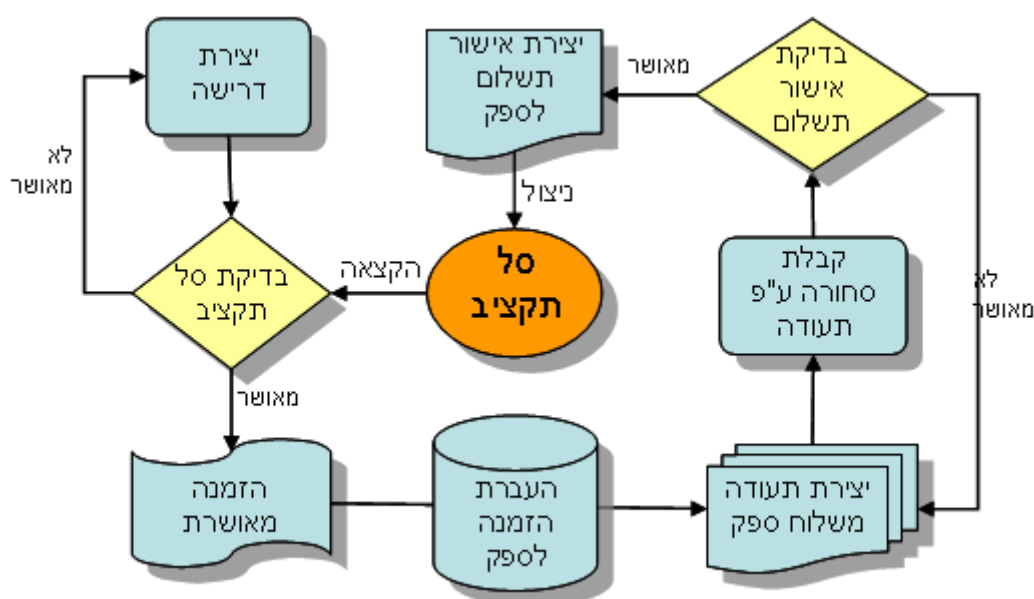 יצירת
דרישה
לא
מאושר
בדיקת סל
תקציב
מאושר
הזמנה
מאושרת
העברת
הזמנה
לספק
יצירת תעודה
משלוח ספק
קבלת
סחורה ע"פ
תעודה
בדיקת
אישור
תשלום
לא
מאושר
מאושר
יצירת אישור
תשלום
לספק
ניצול
סל
תקציב
הקצאה